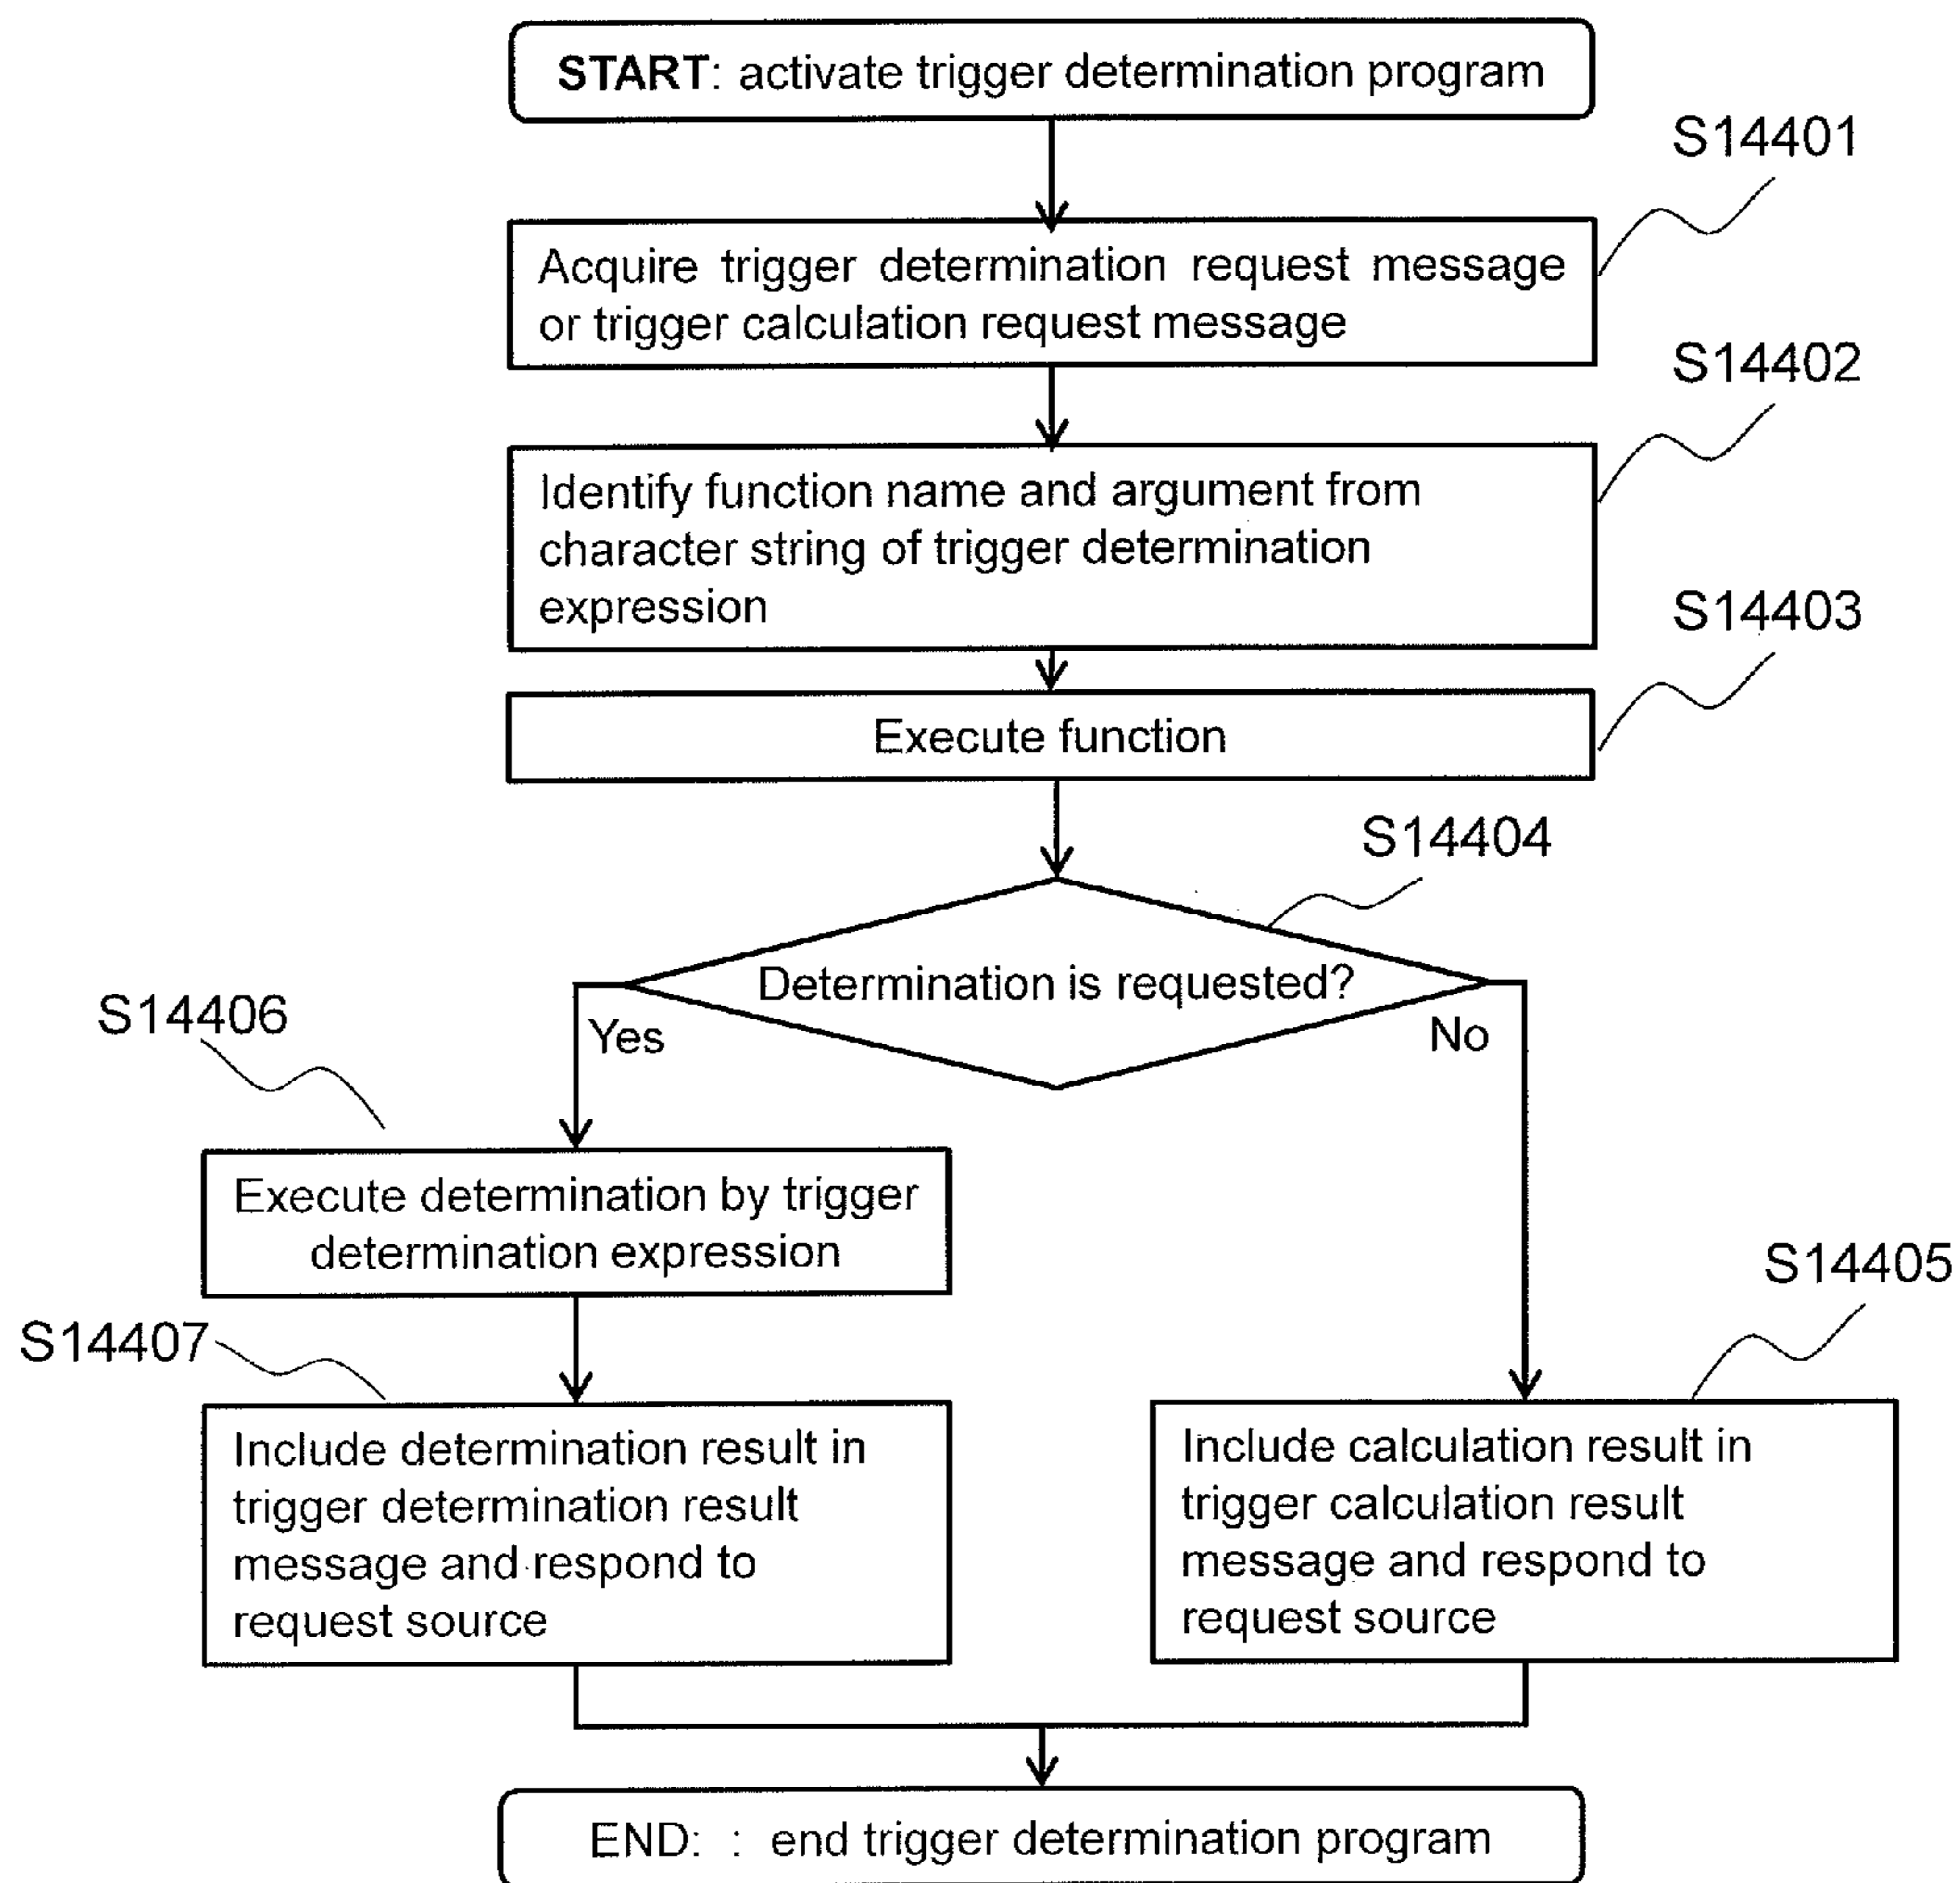 START: activate trigger determination program
S14401
Acquire trigger determination request message
or trigger calculation request message
S14402
Identify function name and argument from
character string of trigger determination
expression
S14403
Execute function
S14404
Determination is requested?
Yes
No
S14406
Execute determination by trigger
determination expression
S14405
S14407
Include determination result in
trigger determination result
message and respond to
request source
Include calculation result in
trigger calculation result
message and respond to
request source
END: : end trigger determination program